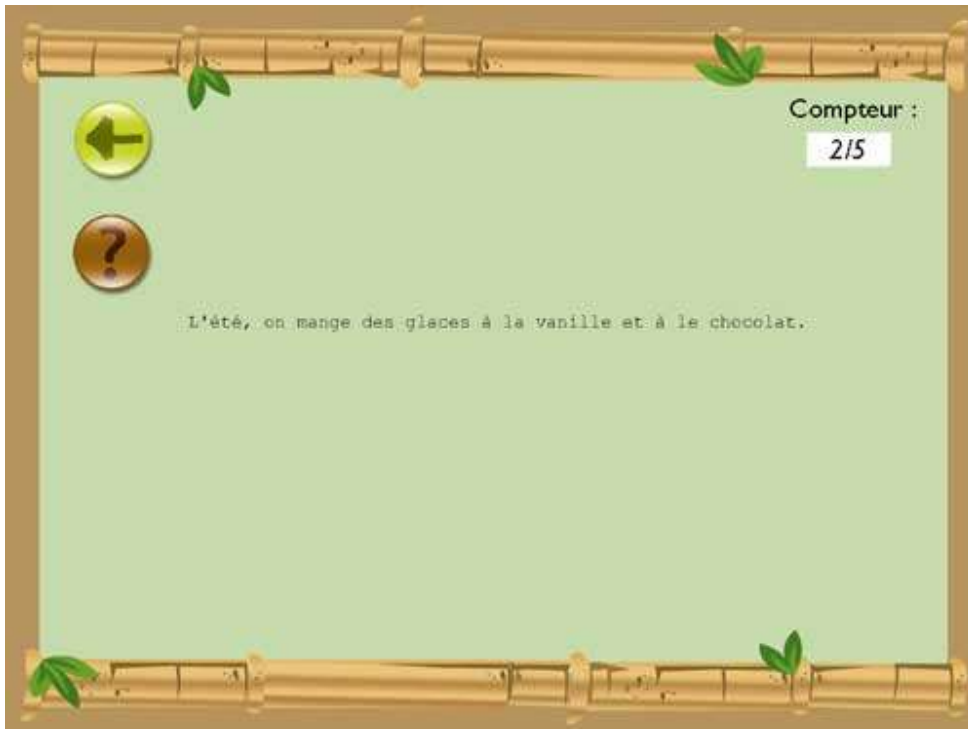 Compteur :
2/5
?
L'été, on mange des glaces à la vanille et à le chocolat.